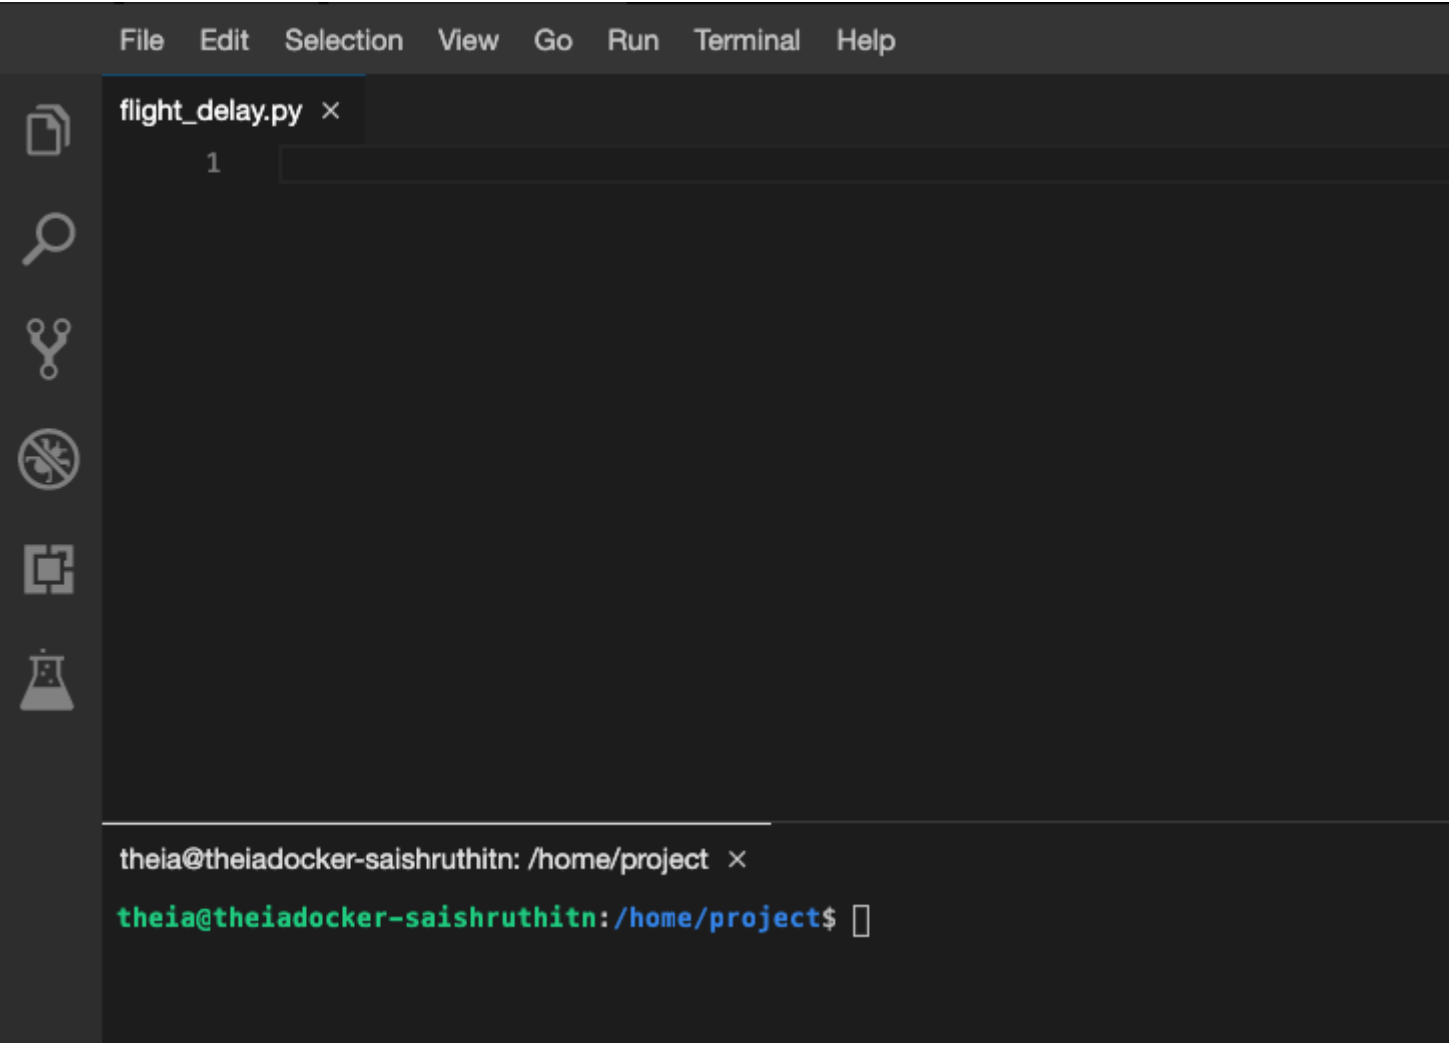 File Edit Selection View Go Run Terminal Help
flight_delay.py ×
1
theia@theiadocker-saishruthitn: /home/project ×
theia@theiadocker-saishruthitn:/home/project$